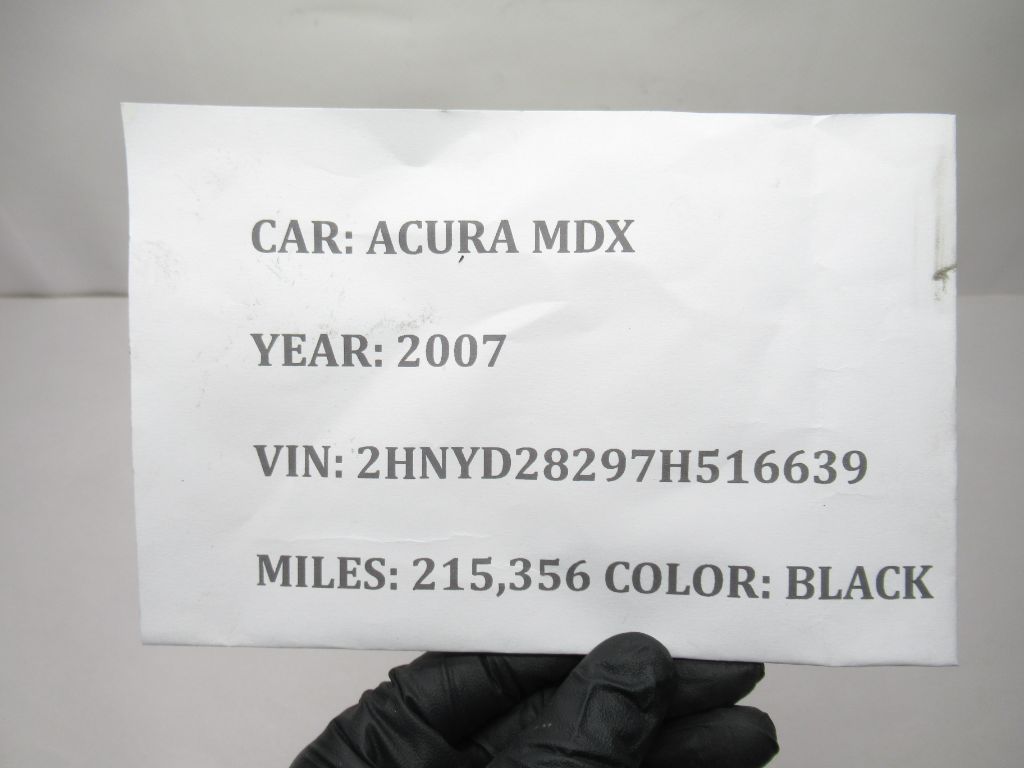 CAR: ACURA MDX
YEAR: 2007
VIN: 2HNYD28297H516639
MILES: 215,356 COLOR: BLACK